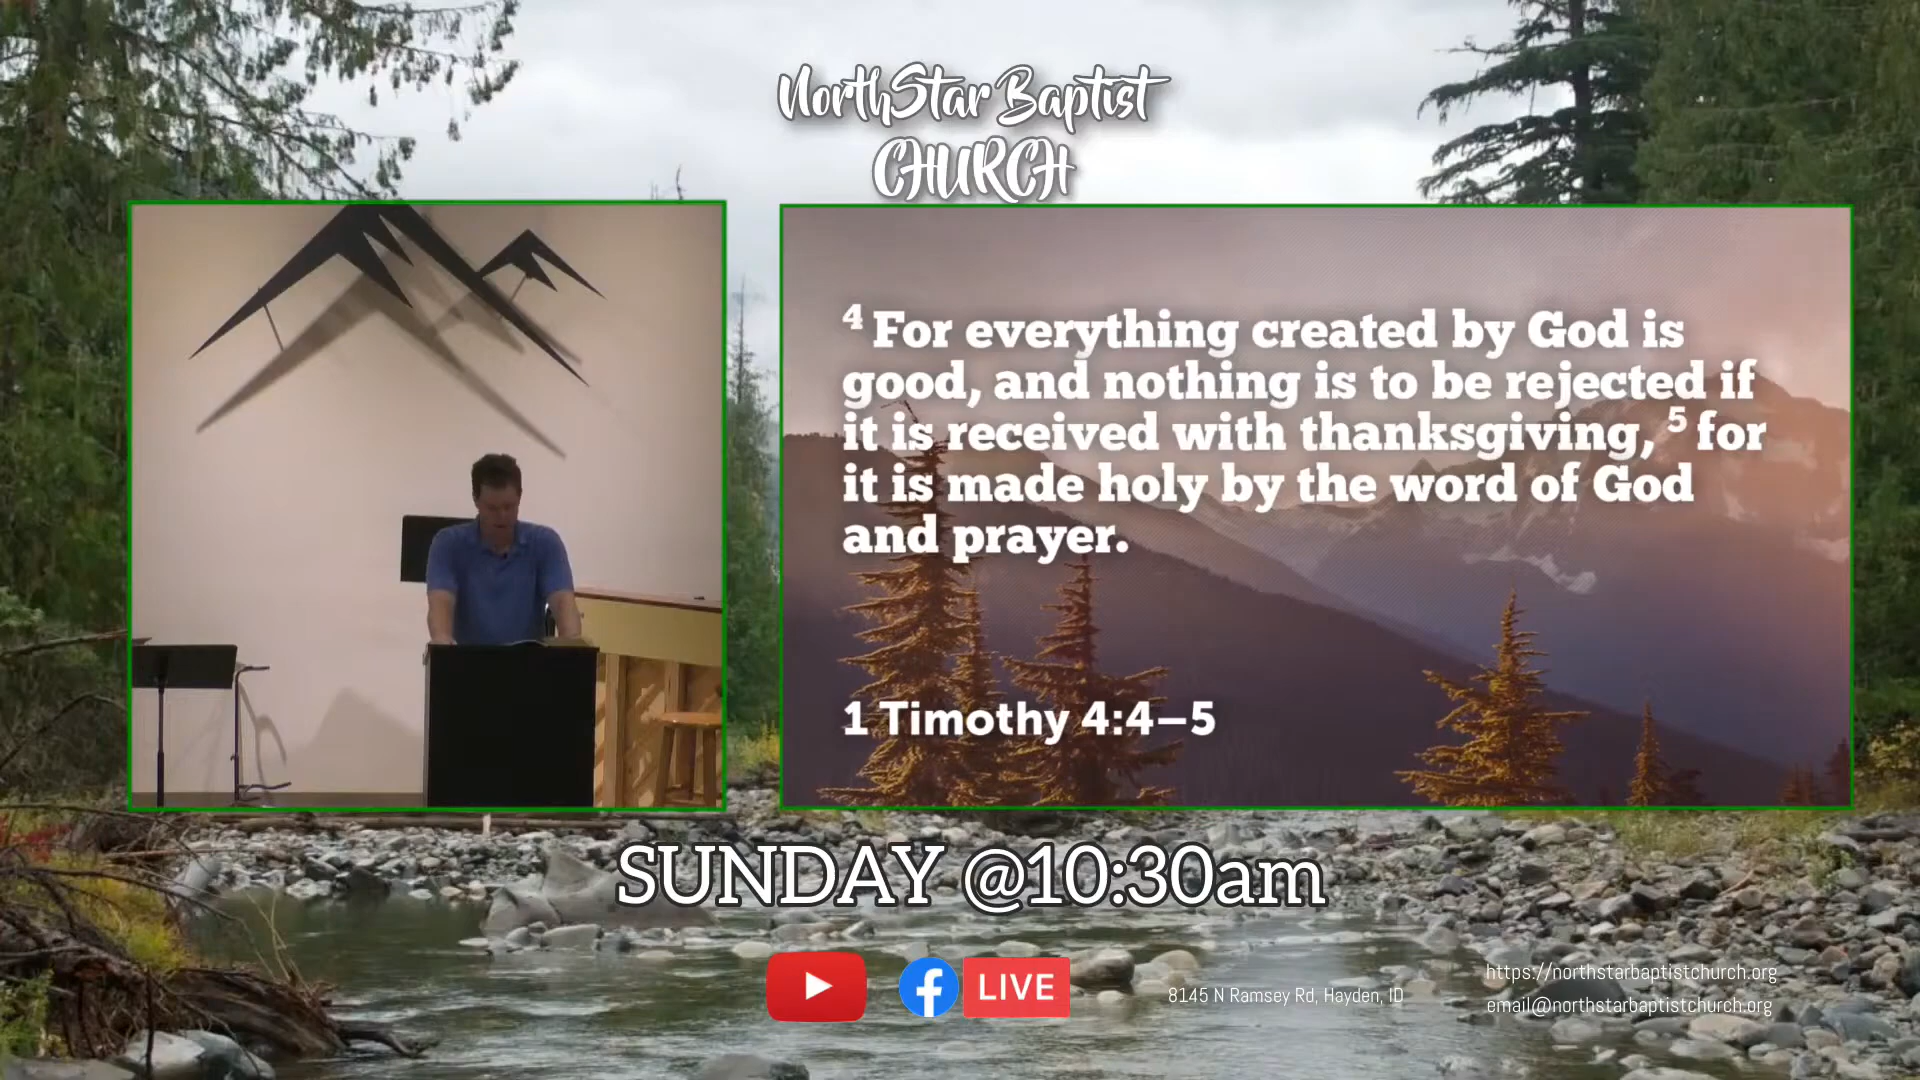 NorthStar Baptist
CHURCH
4 For everything created by God is
good, and nothing is to be rejected if
it is received with thanksgiving, 5 for
it is made holy by the word of God
and prayer.
1 Timothy 4:4–5
SUNDAY @10:30am
LIVE
8145 N Ramsey Rd, Hayden, ID
https://northstarbaptistchurch.org
email@northstarbaptistchurch.org